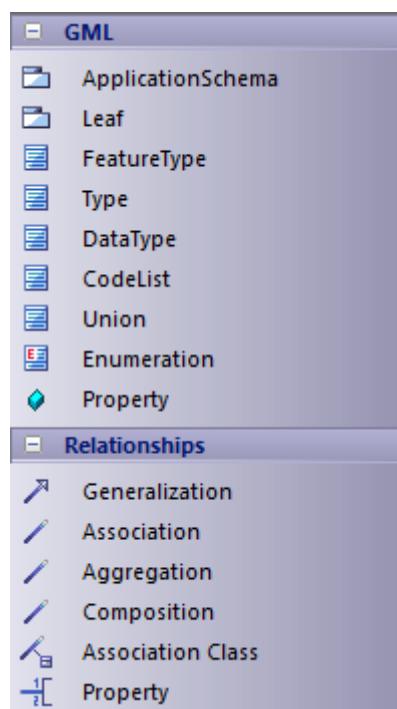 GML
ApplicationSchema
Leaf
FeatureType
Type
DataType
CodeList
Union
Enumeration
Property
Relationships
Generalization
Association
Aggregation
Composition
Association Class
Property